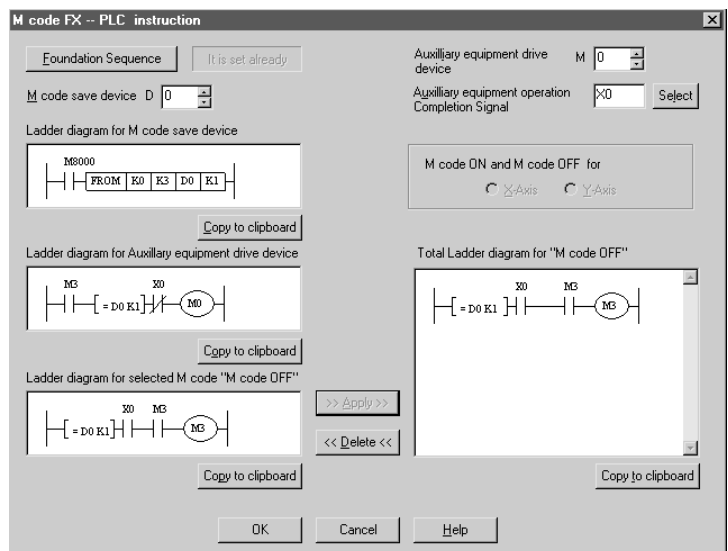 M code FX -- PLC instruction
Foundation Sequence
It is set already
M code save device D 0
Auxilliary equipment drive device M 0
Auxilliary equipment operation Completion Signal X0 Select
Ladder diagram for M code save device
M8000
FROM K0 K3 D0 K1
Copy to clipboard
M code ON and M code OFF for
X-Axis Y-Axis
Ladder diagram for Auxillary equipment drive device
M3 X0
= D0 K1 M0
Copy to clipboard
Ladder diagram for selected M code "M code OFF"
X0 M3
= D0 K1 M3
Copy to clipboard
>> Apply >>
<< Delete <<
Total Ladder diagram for "M code OFF"
X0 M3
= D0 K1 M3
Copy to clipboard
OK Cancel Help